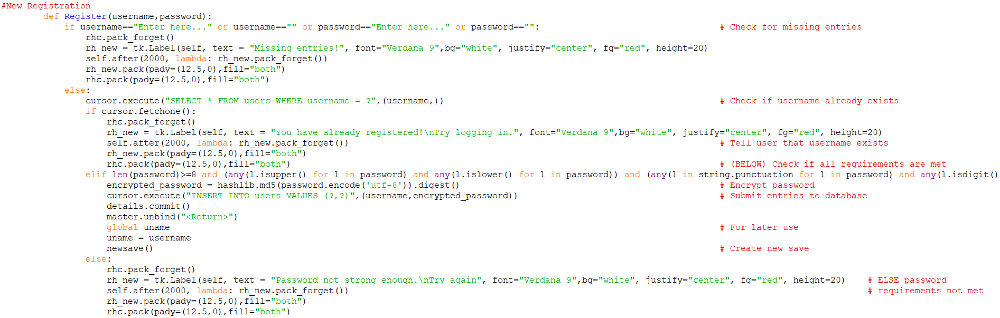 #New Registration
def Register(username,password):
if username=="Enter here..." or username=="" or password=="Enter here..." or password=="": # Check for missing entries
rhc.pack_forget()
rh_new = tk.Label(self, text = "Missing entries!", font="Verdana 9",bg="white", justify="center", fg="red", height=20)
self.after(2000, lambda: rh_new.pack_forget())
rh_new.pack(pady=(12.5,0),fill="both")
rhc.pack(pady=(12.5,0),fill="both")
else:
cursor.execute("SELECT * FROM users WHERE username = ?",(username,)) # Check if username already exists
if cursor.fetchone():
rhc.pack_forget()
rh_new = tk.Label(self, text = "You have already registered!\nTry logging in.", font="Verdana 9",bg="white", justify="center", fg="red", height=20)
self.after(2000, lambda: rh_new.pack_forget()) # Tell user that username exists
rh_new.pack(pady=(12.5,0),fill="both")
rhc.pack(pady=(12.5,0),fill="both") # (BELOW) Check if all requirements are met
elif len(password)>=8 and (any(l.isupper() for l in password) and any(l.islower() for l in password)) and (any(l in string.punctuation for l in password) and any(l.isdigit()
encrypted_password = hashlib.md5(password.encode('utf-8')).digest() # Encrypt password
cursor.execute("INSERT INTO users VALUES (?,?)",(username,encrypted_password)) # Submit entries to database
details.commit()
master.unbind("<Return>")
global uname # For later use
uname = username
newsave() # Create new save
else:
rhc.pack_forget()
rh_new = tk.Label(self, text = "Password not strong enough.\nTry again", font="Verdana 9",bg="white", justify="center", fg="red", height=20) # ELSE password
self.after(2000, lambda: rh_new.pack_forget()) # requirements not met
rh_new.pack(pady=(12.5,0),fill="both")
rhc.pack(pady=(12.5,0),fill="both")